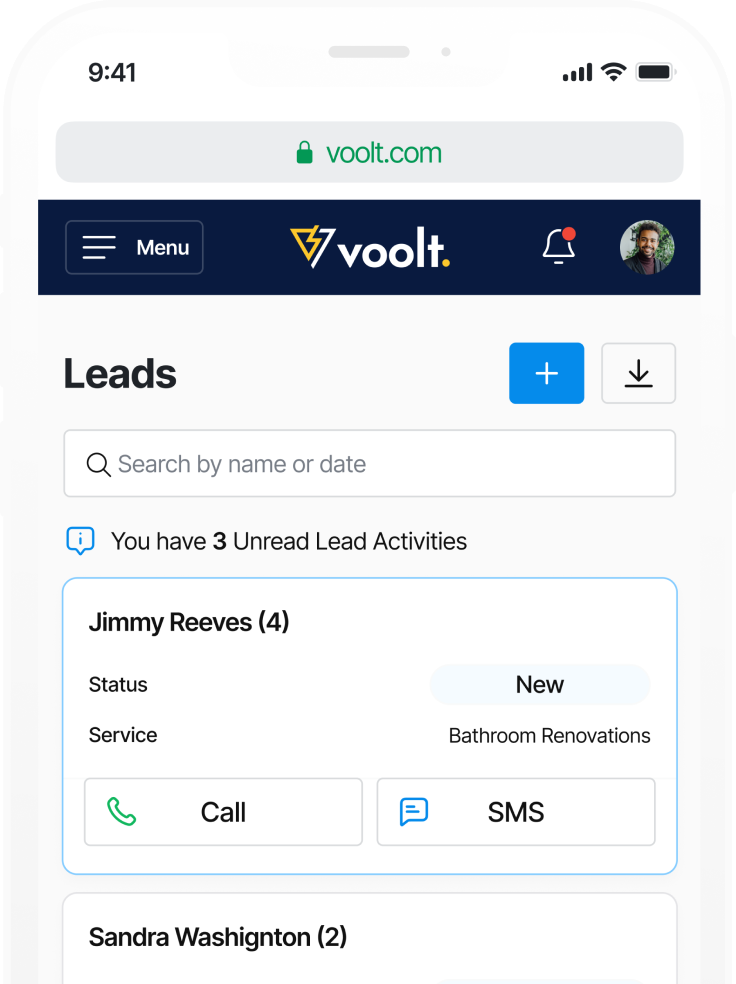 9:41
voolt.com
Menu
voolt.
Leads
Search by name or date
You have 3 Unread Lead Activities
Jimmy Reeves (4)
Status New
Service Bathroom Renovations
Call SMS
Sandra Washignton (2)